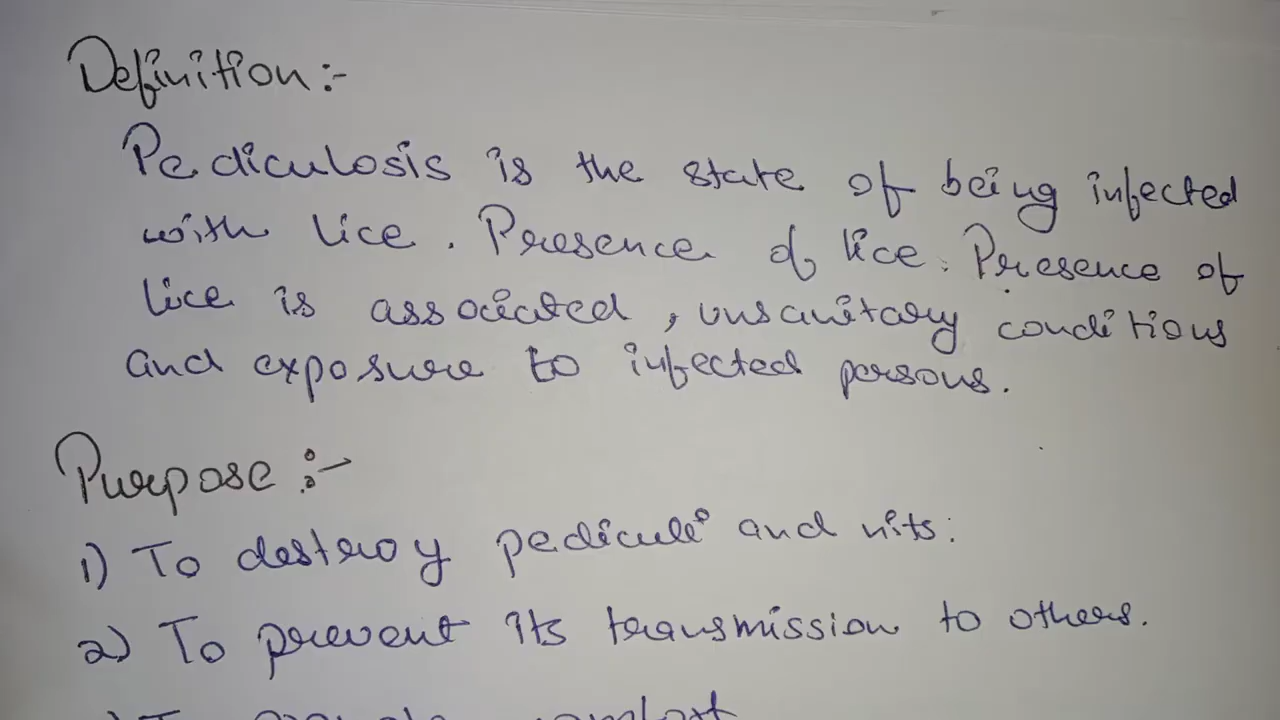 Definition :-
Pediculosis is the state of being infected
with lice. Presence of lice. Presence of
lice is associated, unsanitary conditions
and exposure to infected persons.
Purpose :-
1) To destroy pediculi and nits.
2) To prevent its transmission to others.
To comfort